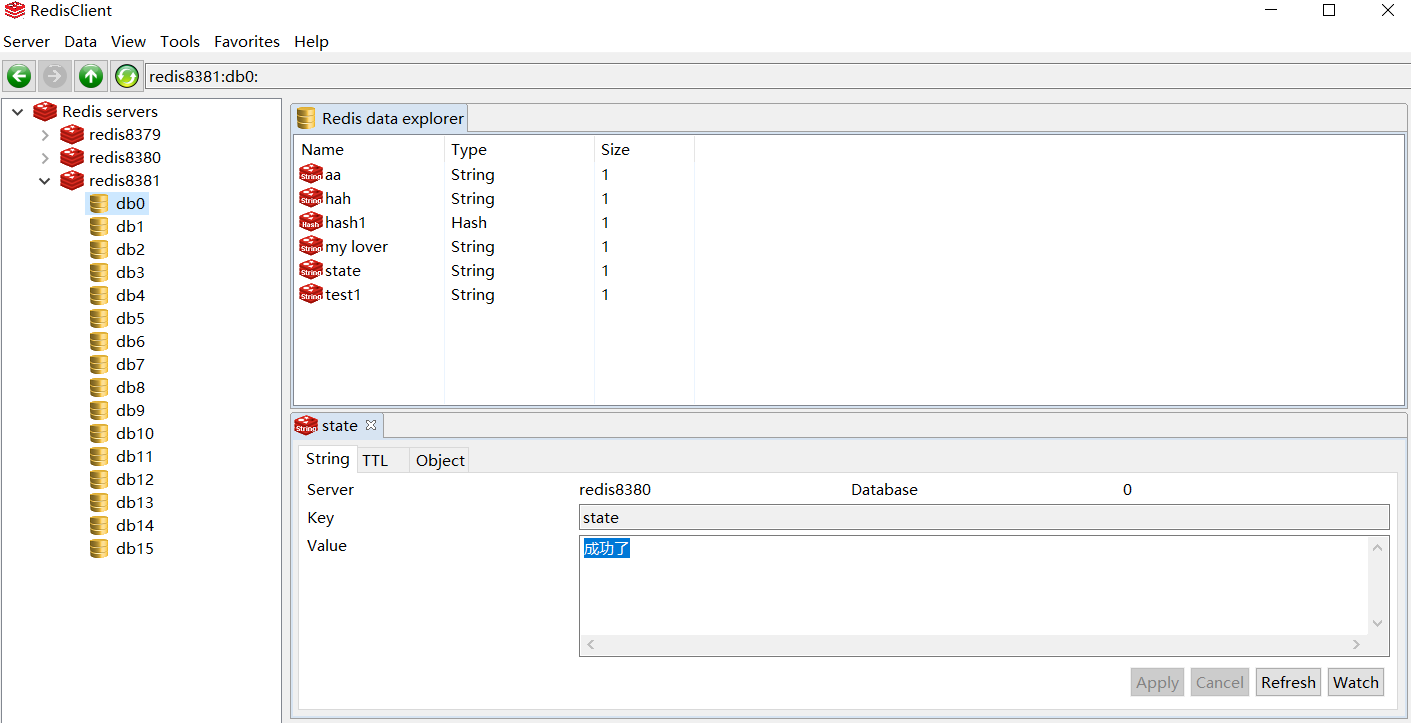 RedisClient
Server Data View Tools Favorites Help
redis8381:db0:
Redis servers
redis8379
redis8380
redis8381
db0
db1
db2
db3
db4
db5
db6
db7
db8
db9
db10
db11
db12
db13
db14
db15
Redis data explorer
Name Type Size
String aa String 1
String hah String 1
Hash hash1 Hash 1
String my lover String 1
String state String 1
String test1 String 1
String state
String TTL Object
Server redis8380 Database 0
Key state
Value 成功了
Apply Cancel Refresh Watch